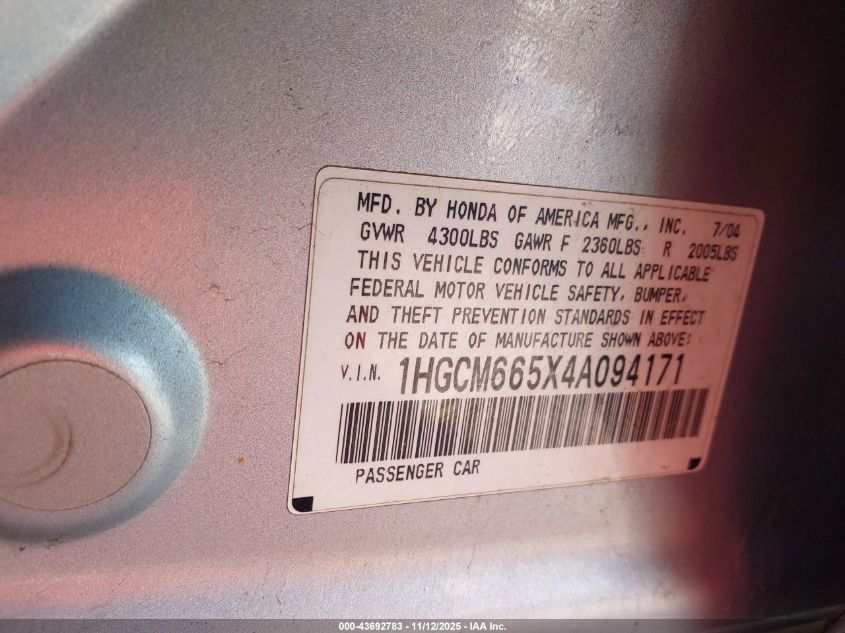 MFD. BY HONDA OF AMERICA MFG., INC. 7/04
GVWR 4300LBS GAWR F 2360LBS R 2005LBS
THIS VEHICLE CONFORMS TO ALL APPLICABLE
FEDERAL MOTOR VEHICLE SAFETY, BUMPER,
AND THEFT PREVENTION STANDARDS IN EFFECT
ON THE DATE OF MANUFACTURE SHOWN ABOVE:
V.I.N. 1HGCM665X4A094171
PASSENGER CAR
000-43692783 - 11/12/2025 - IAA Inc.